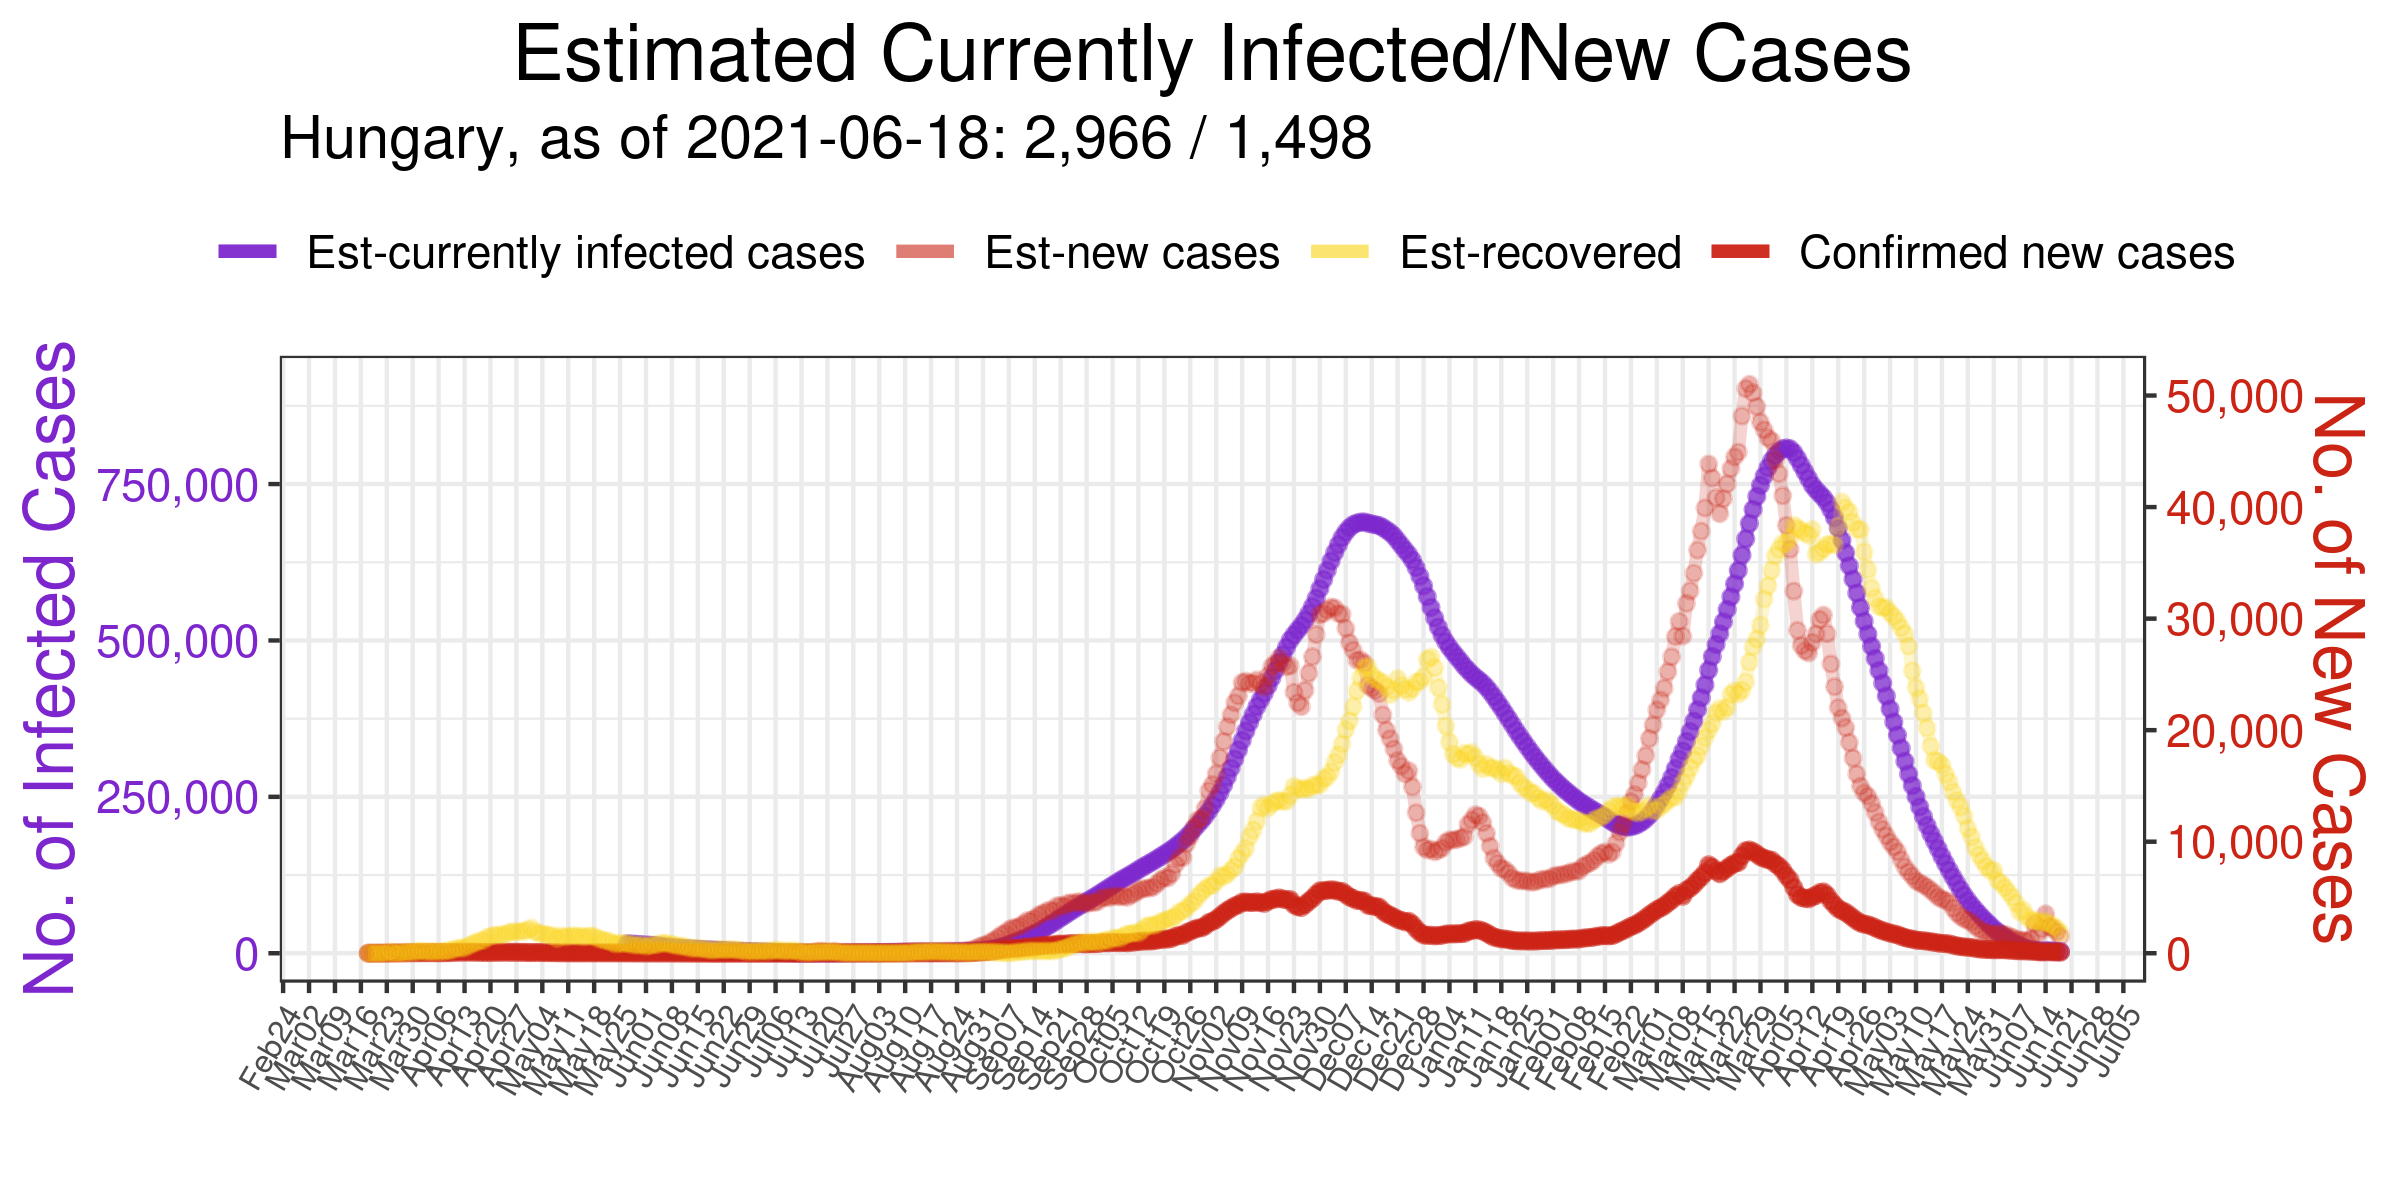 Estimated Currently Infected/New Cases
Hungary, as of 2021-06-18: 2,966 / 1,498
Est-currently infected cases
Est-new cases
Est-recovered
Confirmed new cases
No. of Infected Cases
750,000
500,000
250,000
0
50,000
40,000
30,000
20,000
10,000
0
No. of New Cases
Feb24
Mar02
Mar09
Mar16
Mar23
Mar30
Apr06
Apr13
Apr20
Apr27
May04
May11
May18
May25
Jun01
Jun08
Jun15
Jun22
Jun29
Jul06
Jul13
Jul20
Jul27
Aug03
Aug10
Aug17
Aug24
Aug31
Sep07
Sep14
Sep21
Sep28
Oct05
Oct12
Oct19
Oct26
Nov02
Nov09
Nov16
Nov23
Nov30
Dec07
Dec14
Dec21
Dec28
Jan04
Jan11
Jan18
Jan25
Feb01
Feb08
Feb15
Feb22
Mar01
Mar08
Mar15
Mar22
Mar29
Apr05
Apr12
Apr19
Apr26
May03
May10
May17
May24
May31
Jun07
Jun14
Jun21
Jun28
Jul05